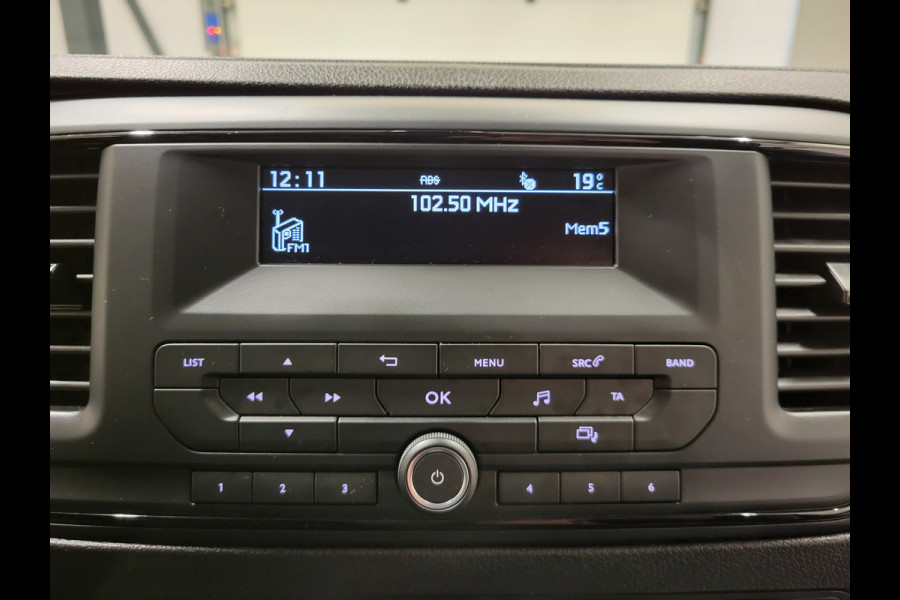 12:11 RDS 19°C
102.50 MHz
Mem5
FM1
LIST MENU SRC BAND
OK TA
1 2 3 4 5 6